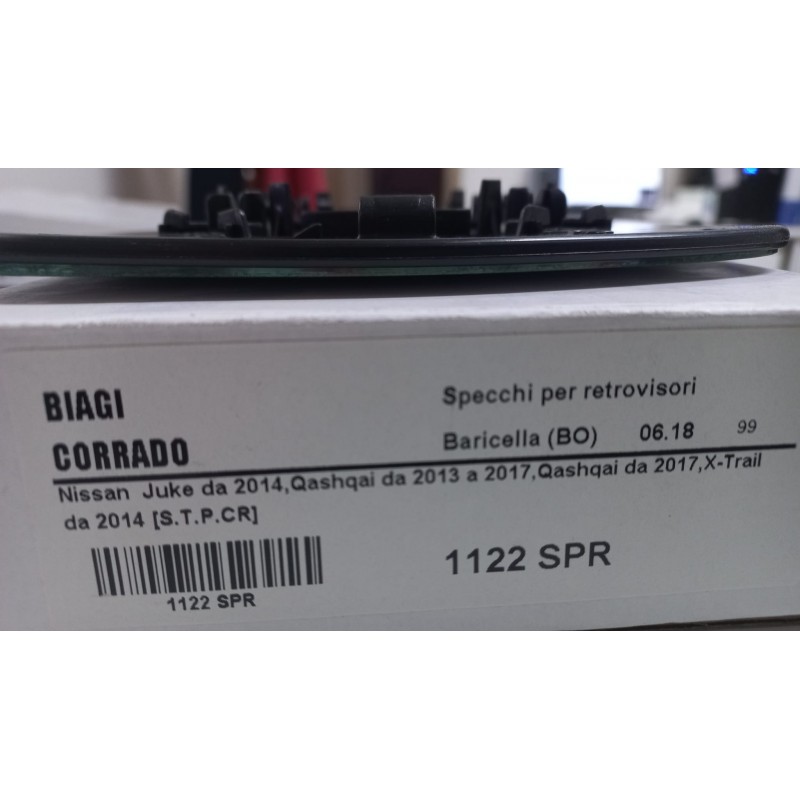 BIAGI
CORRADO
Specchi per retrovisori
Baricella (BO) 06.18 99
Nissan Juke da 2014,Qashqai da 2013 a 2017,Qashqai da 2017,X-Trail
da 2014 [S.T.P.CR]
1122 SPR
1122 SPR